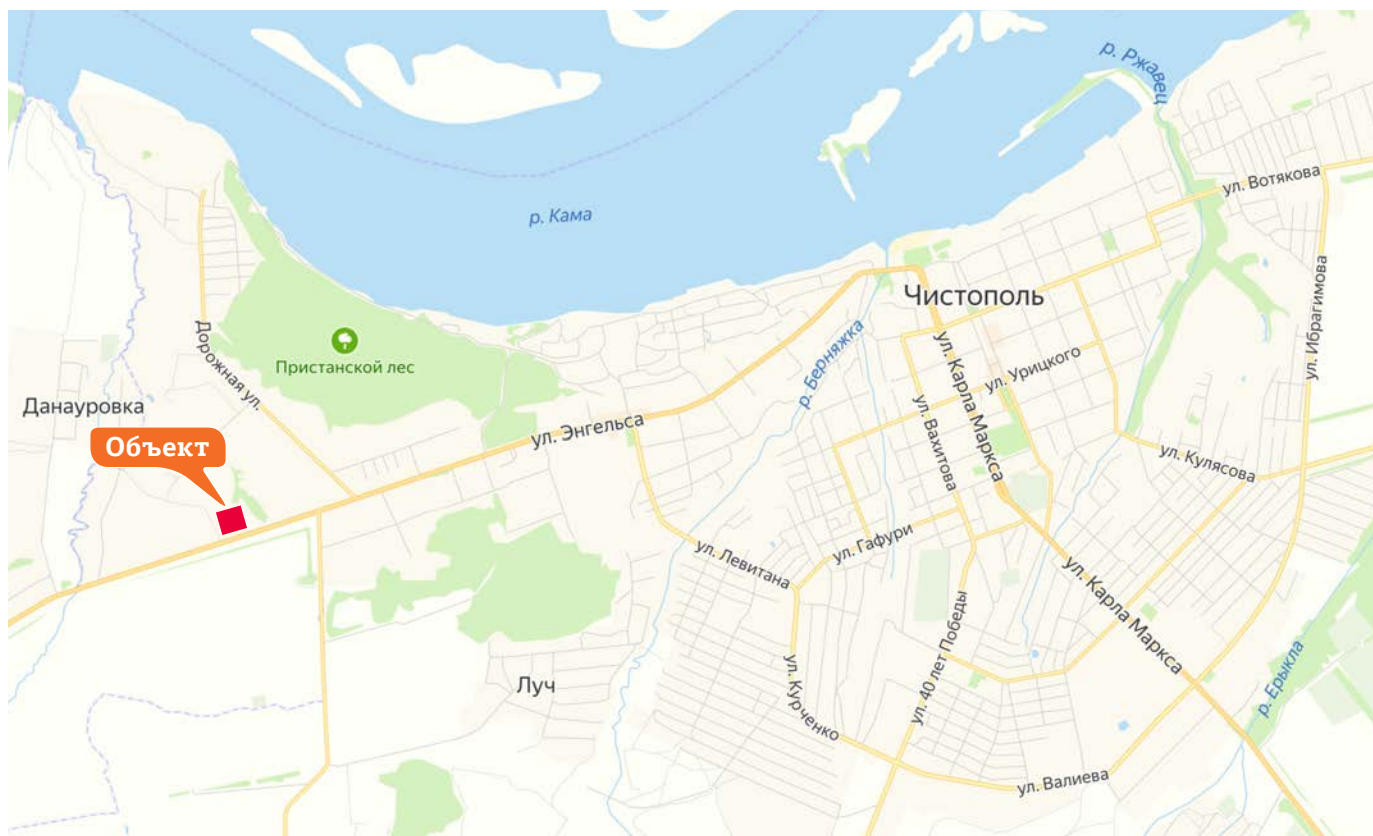 р. Ржавец
ул. Вотякова
р. Кама
ул. Ибрагимова
Чистополь
Дорожная ул.
Пристанской лес
р. Берняжка
ул. Карла Маркса
ул. Урицкого
Данауровка
ул. Энгельса
ул. Вахитова
Объект
ул. Кулясова
ул. Левитана
ул. Гафури
ул. Карла Маркса
ул. 40 лет Победы
Луч
ул. Курченко
р. Ерыкла
ул. Валиева